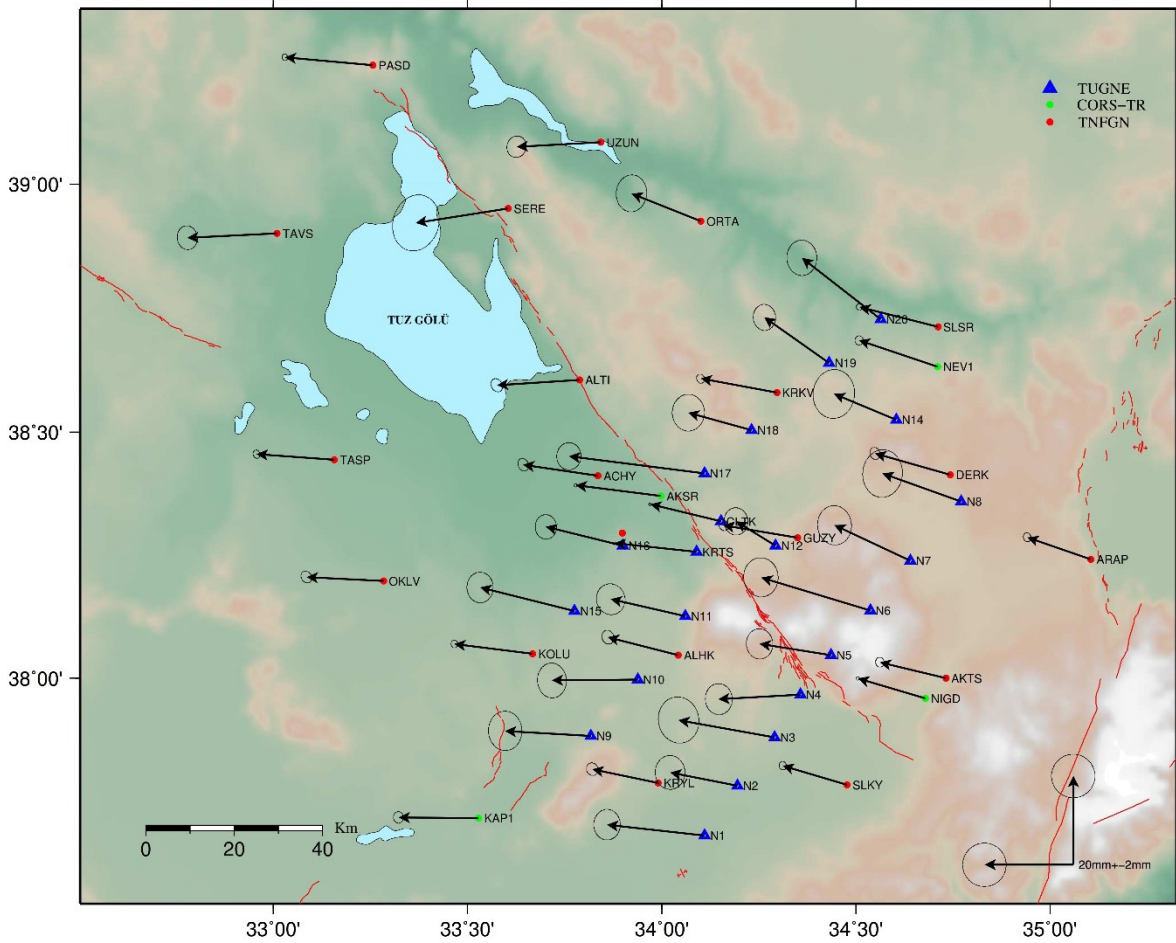 PASD
TUGNE
CORS-TR
TNFGN
UZUN
39°00'
SERE
ORTA
TAVS
TUZ GÖLÜ
N20
SLSR
N19
NEV1
ALTI
KRKV
N14
38°30'
N18
TASP
ACHY
N17
DERK
AKSR
N8
CLTK
GUZY
N16
KRTS
N12
N7
ARAP
OKLV
N15
N11
N6
KOLU
ALHK
N5
38°00'
N10
AKTS
N4
NIGD
N9
N3
KRYL
N2
SLKY
KAP1
N1
Km
0 20 40
20mm+-2mm
33°00' 33°30' 34°00' 34°30' 35°00'